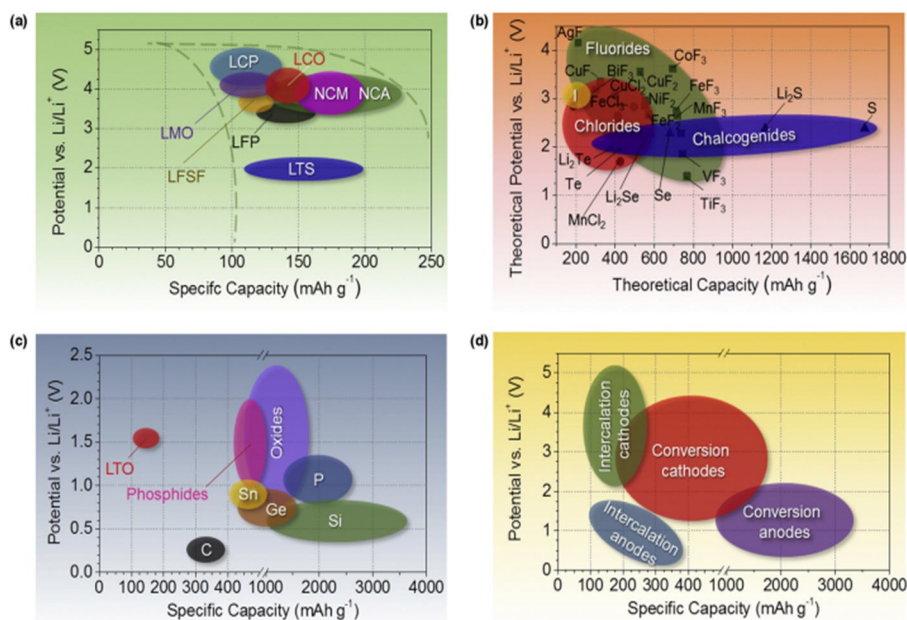 (a)
Potential vs. Li/Li⁺ (V)
5
4
3
2
1
0
LCP
LCO
NCM
NCA
LMO
LFP
LFSF
LTS
0 50 100 150 200 250
Specifc Capacity (mAh g⁻¹)
(b)
Theoretical Potential vs. Li/Li⁺ (V)
4
3
2
1
0
AgF
Fluorides
CoF₃
CuF
BiF₃
CuF₂
FeF₃
CuCl₂
I
NiF₂
Li₂S
S
FeCl₃
MnF₃
FeF₂
Chlorides
Chalcogenides
Li₂Te
Te
Li₂Se
Se
VF₃
TiF₃
MnCl₂
200 400 600 800 1000 1200 1400 1600 1800
Theoretical Capacity (mAh g⁻¹)
(c)
Potential vs. Li/Li⁺ (V)
2.5
2.0
1.5
1.0
0.5
0.0
LTO
Oxides
Phosphides
P
Sn
Ge
Si
C
0 100 200 300 400 1000 2000 3000 4000
Specific Capacity (mAh g⁻¹)
(d)
Potential vs. Li/Li⁺ (V)
5
4
3
2
1
0
Intercalation
cathodes
Conversion
cathodes
Intercalation
anodes
Conversion
anodes
0 100 200 300 400 1000 2000 3000 4000
Specific Capacity (mAh g⁻¹)